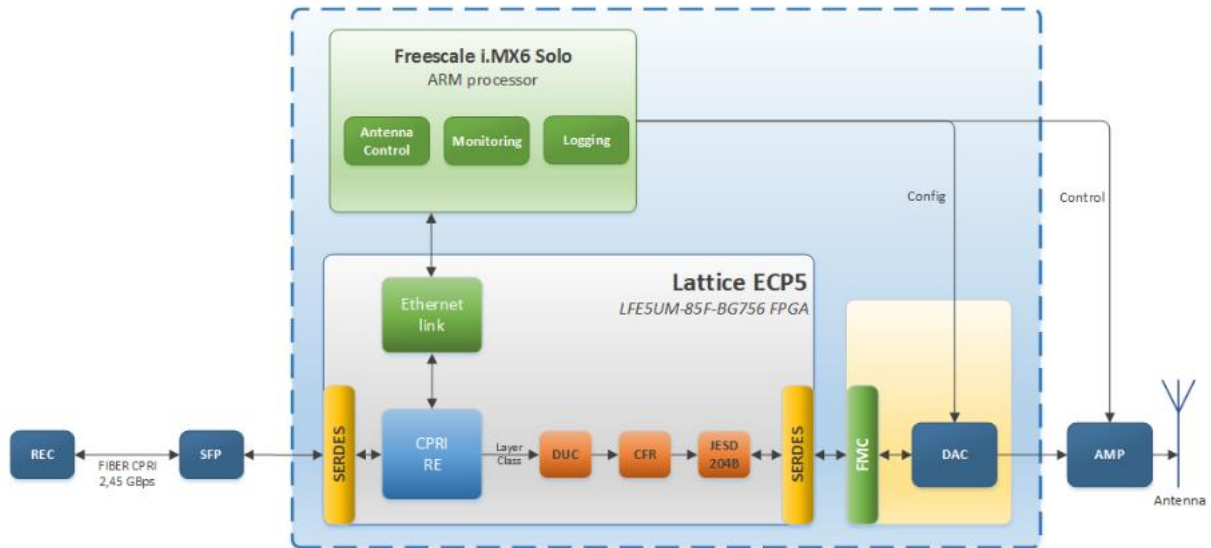 Freescale i.MX6 Solo
ARM processor
Antenna
Control
Monitoring
Logging
Config
Control
Lattice ECP5
LFE5UM-85F-BG756 FPGA
Ethernet
link
REC
FIBER CPRI
2,45 GBps
SFP
SERDES
CPRI
RE
Layer
Class
DUC
CFR
JESD
204B
SERDES
FMC
DAC
AMP
Antenna